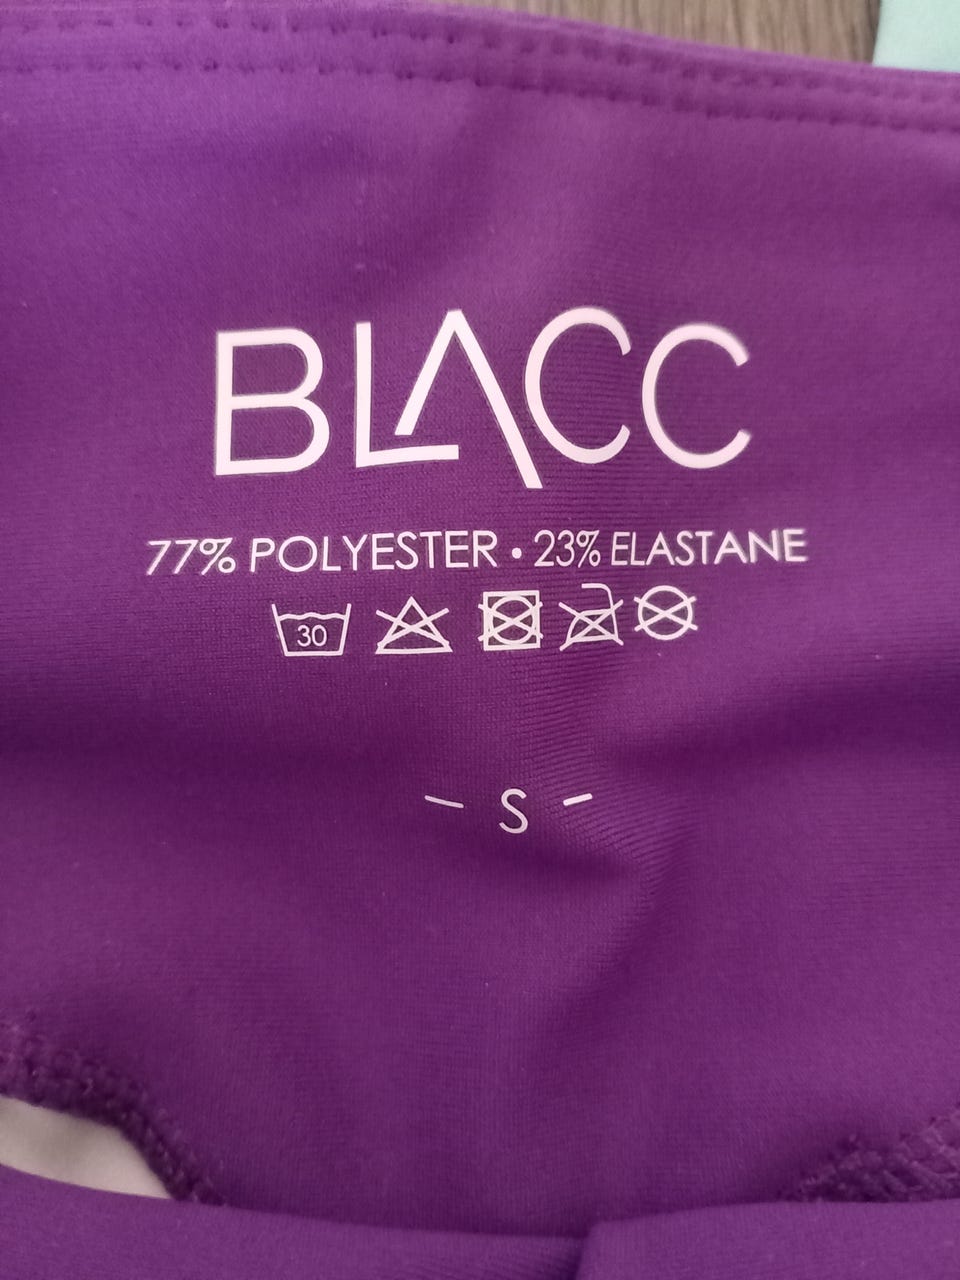 BLACC
77% POLYESTER • 23% ELASTANE
30
- S -